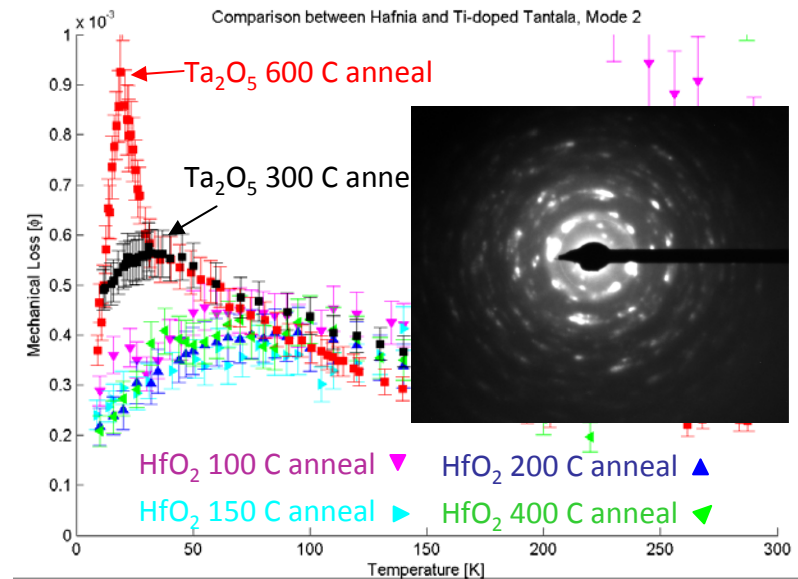 Comparison between Hafnia and Ti-doped Tantala, Mode 2
x 10⁻³
1
0.9
0.8
0.7
0.6
0.5
0.4
0.3
0.2
0.1
0
Mechanical Loss [ϕ]
Ta₂O₅ 600 C anneal
Ta₂O₅ 300 C anne
HfO₂ 100 C anneal
HfO₂ 200 C anneal
HfO₂ 150 C anneal
HfO₂ 400 C anneal
0 50 100 150 200 250 300
Temperature [K]